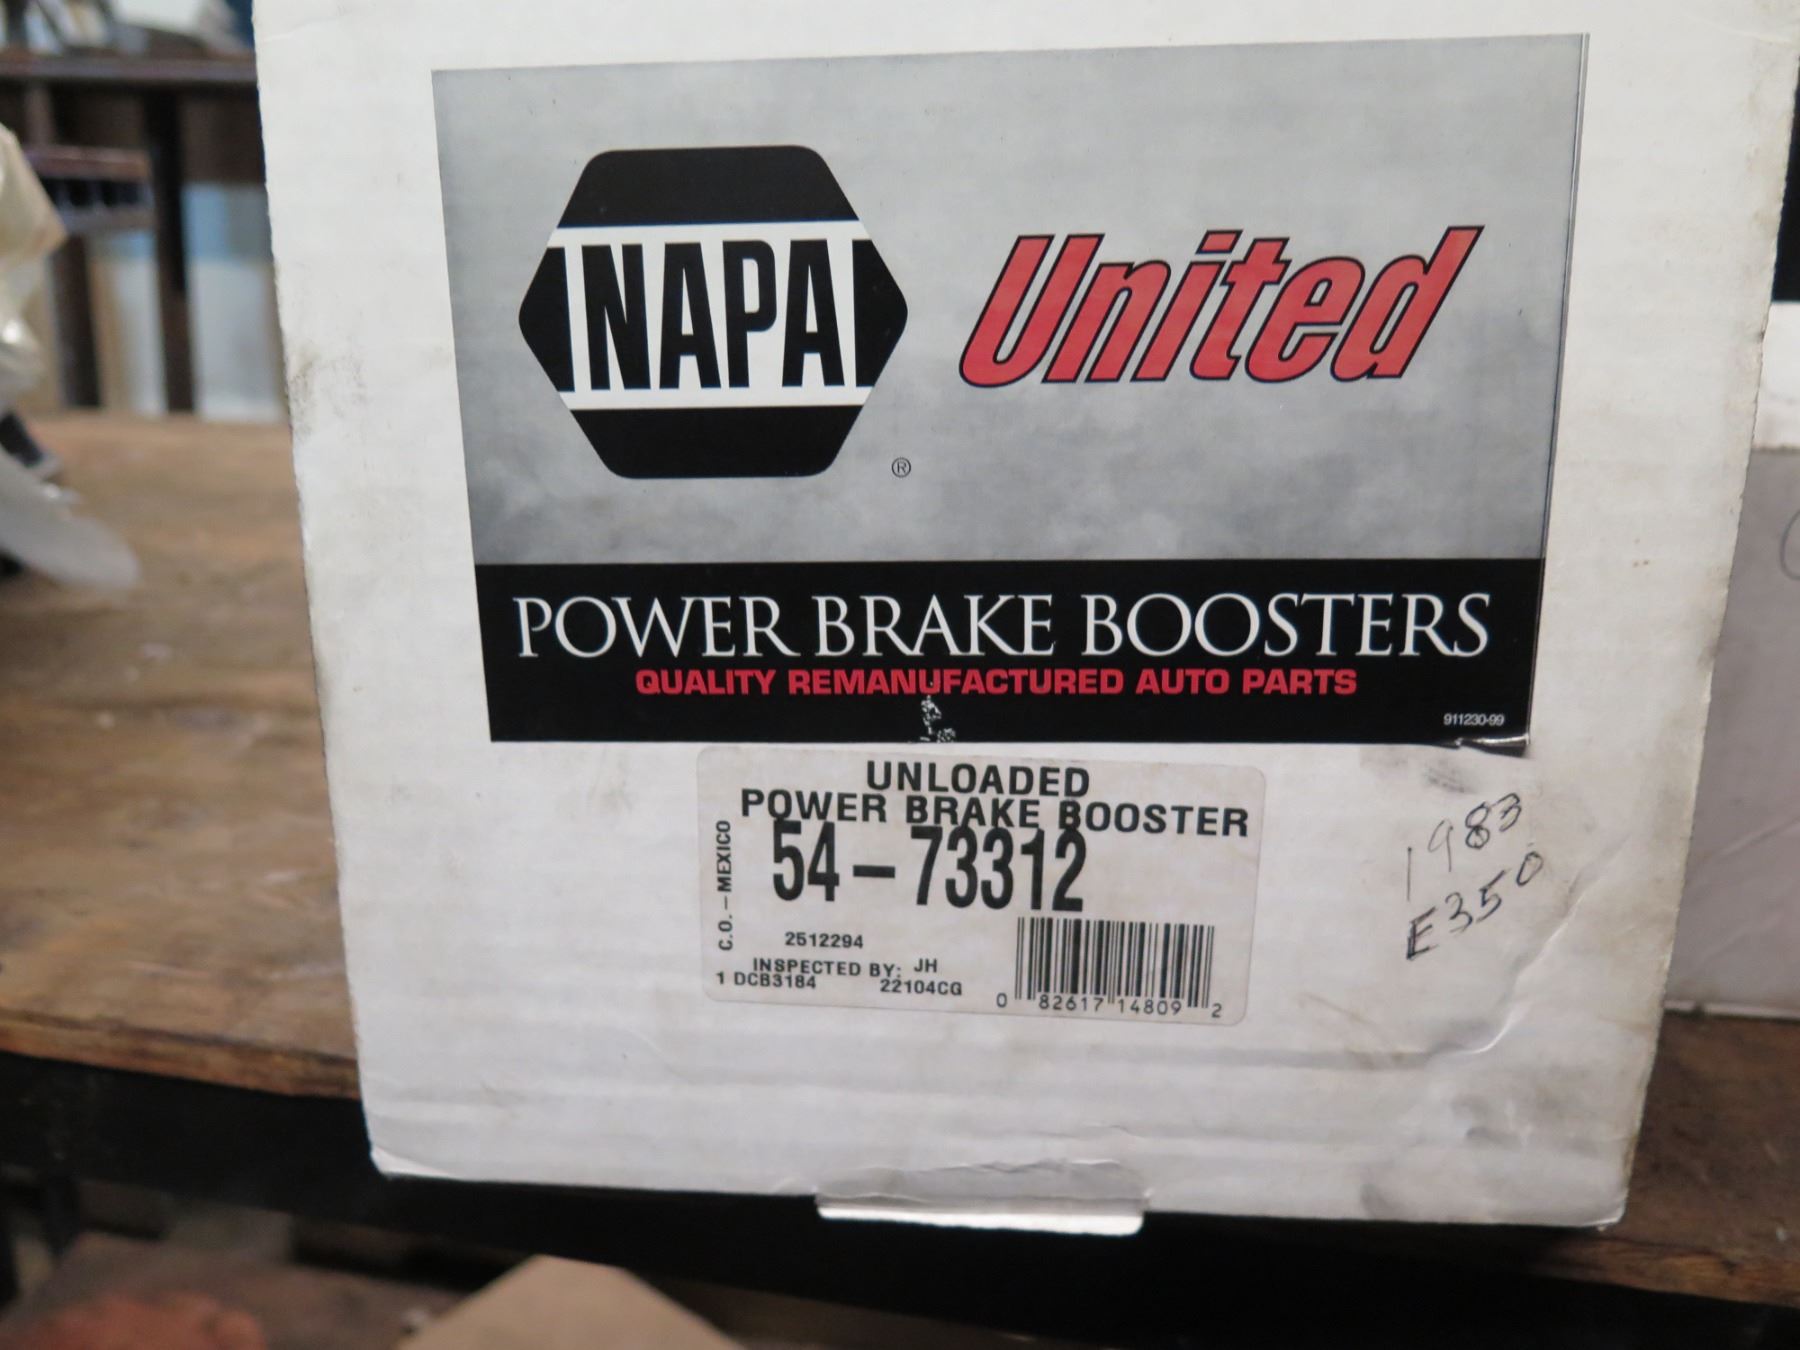 NAPA
®
United
POWER BRAKE BOOSTERS
QUALITY REMANUFACTURED AUTO PARTS
911230-99
UNLOADED
POWER BRAKE BOOSTER
54-73312
C.O.-MEXICO
2512294
INSPECTED BY: JH
1 DCB3184 22104CG
0 82617 14809 2
1983
E350